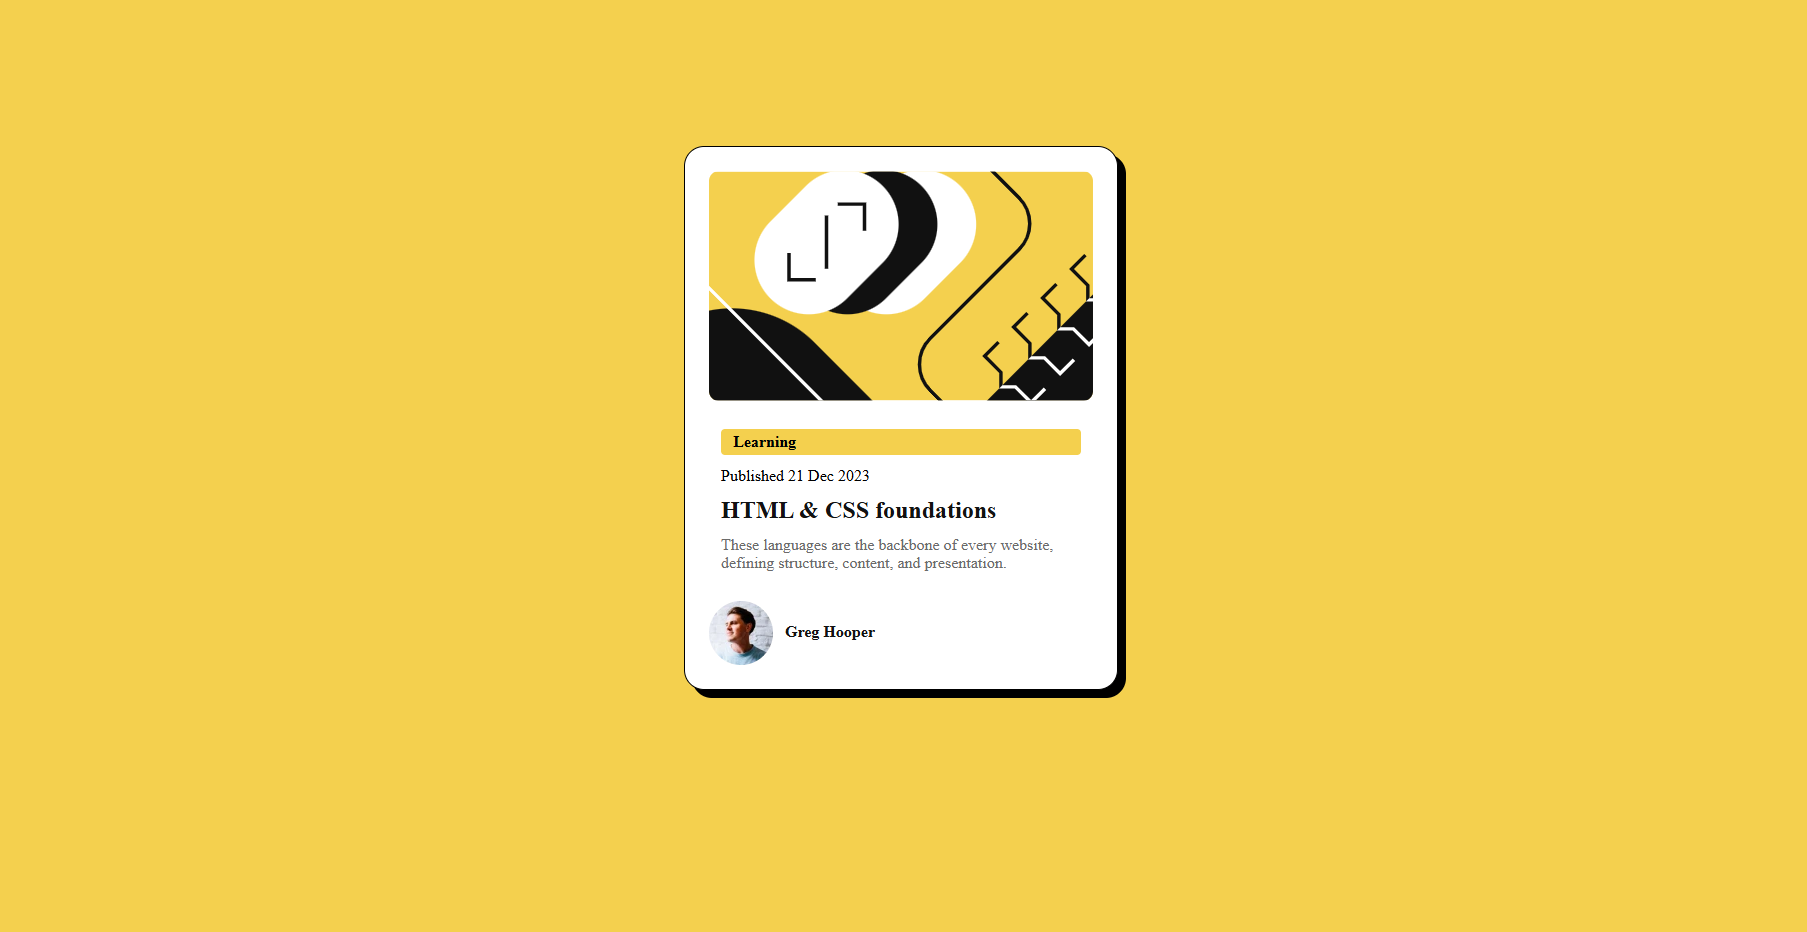 Learning
Published 21 Dec 2023
HTML & CSS foundations
These languages are the backbone of every website,
defining structure, content, and presentation.
Greg Hooper